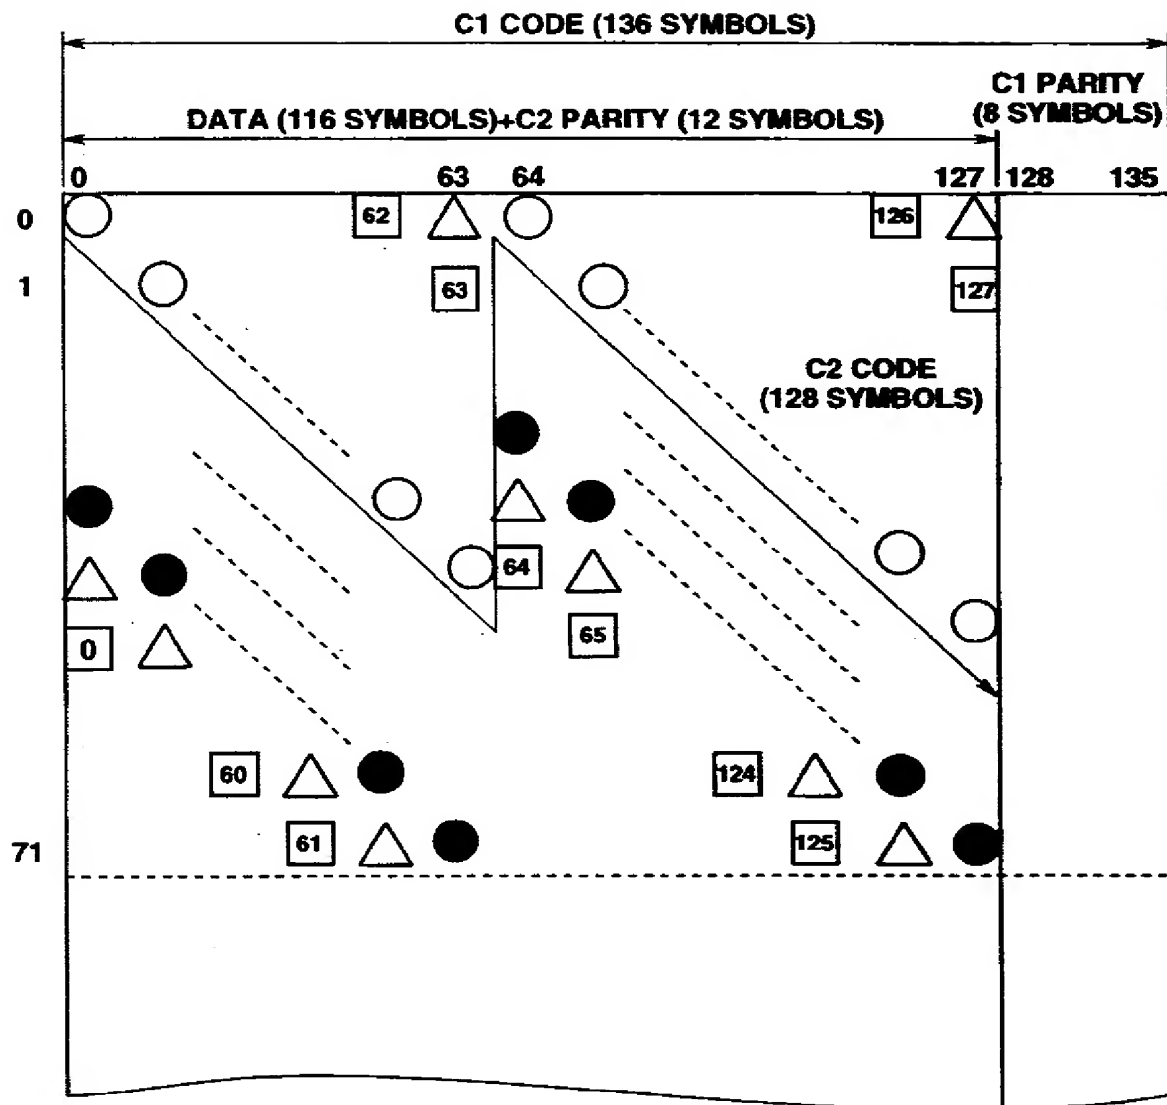 C1 CODE (136 SYMBOLS)
C1 PARITY
(8 SYMBOLS)
DATA (116 SYMBOLS)+C2 PARITY (12 SYMBOLS)
0 63 64 127 128 135
0 62 126
1 63 127
C2 CODE
(128 SYMBOLS)
64
65
0
60 124
71 61 125